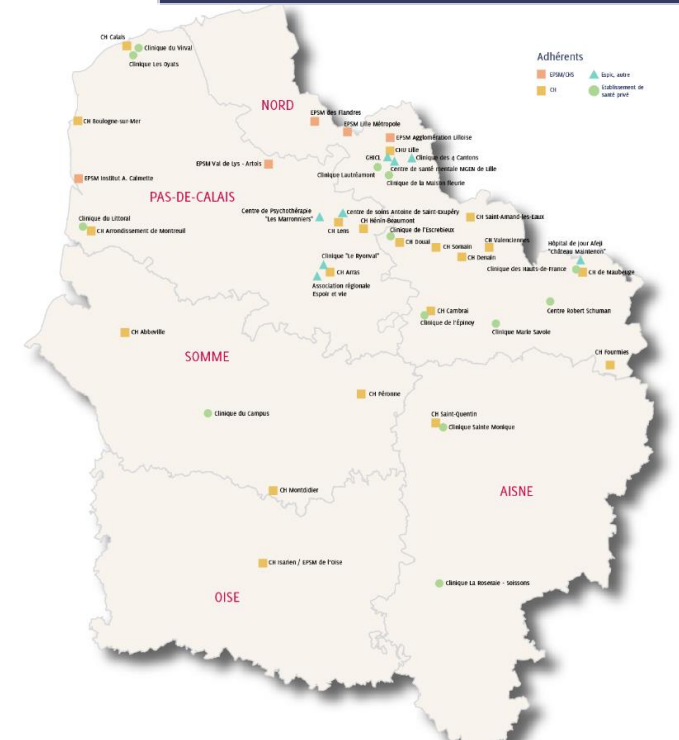 CH Calais
Clinique du Virval
Clinique Les Oyats
Adhérents
EPSM/CHS
Espic, autre
CH
Etablissement de
santé privé
NORD
EPSM des Flandres
CH Boulogne-sur-Mer
EPSM Lille Métropole
EPSM Agglomération Lilloise
CHU Lille
GHICL
Clinique des 4 Cantons
EPSM Val de Lys - Artois
Centre de santé mentale MGEN de Lille
Clinique Lautréamont
Clinique de la Maison fleurie
EPSM Institut A. Calmette
PAS-DE-CALAIS
Centre de Psychothérapie
"Les Marronniers"
Centre de soins Antoine de Saint-Exupéry
CH Saint-Amand-les-Eaux
Clinique du Littoral
CH Hénin-Beaumont
CH Lens
Clinique de l'Escrebieux
CH Arrondissement de Montreuil
CH Douai
CH Somain
CH Valenciennes
CH Denain
Hôpital de jour Afeji
"Château Maintenon"
Clinique "Le Ryonval"
CH Arras
Clinique des Hauts-de-France
CH de Maubeuge
Association régionale
Espoir et vie
Centre Robert Schuman
CH Cambrai
Clinique de l'Épinoy
Clinique Marie Savoie
CH Abbeville
SOMME
CH Fourmies
CH Péronne
Clinique du Campus
CH Saint-Quentin
Clinique Sainte Monique
CH Montdidier
AISNE
CH Isarien / EPSM de l'Oise
OISE
Clinique La Roseraie - Soissons